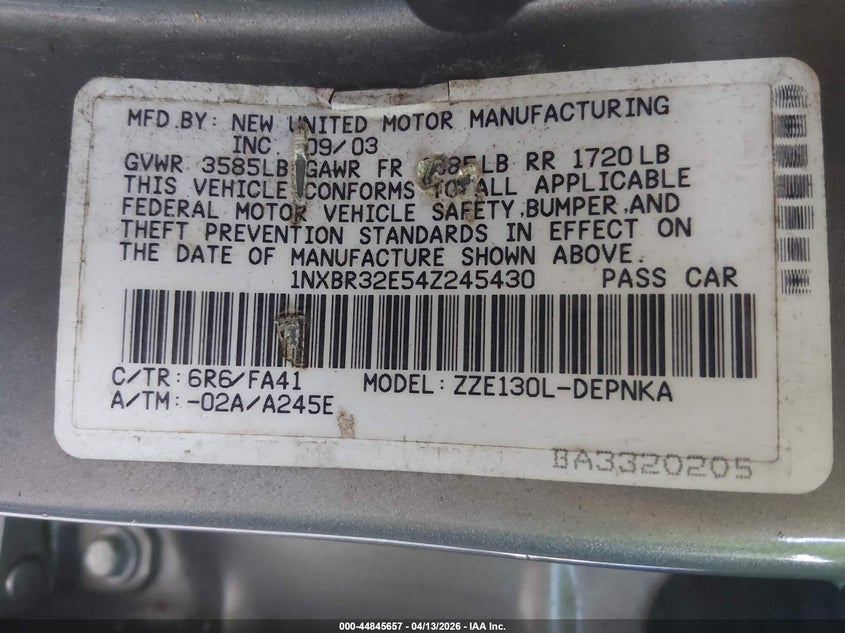 MFD.BY: NEW UNITED MOTOR MANUFACTURING
INC 09/03
GVWR 3585LB GAWR FR 85LB RR 1720LB
THIS VEHICLE CONFORMS TO ALL APPLICABLE
FEDERAL MOTOR VEHICLE SAFETY,BUMPER,AND
THEFT PREVENTION STANDARDS IN EFFECT ON
THE DATE OF MANUFACTURE SHOWN ABOVE.
1NXBR32E54Z245430 PASS CAR
C/TR: 6R6/FA41 MODEL: ZZE130L-DEPNKA
A/TM: -02A/A245E
BA3320205
000-44845657 - 04/13/2026 - IAA Inc.